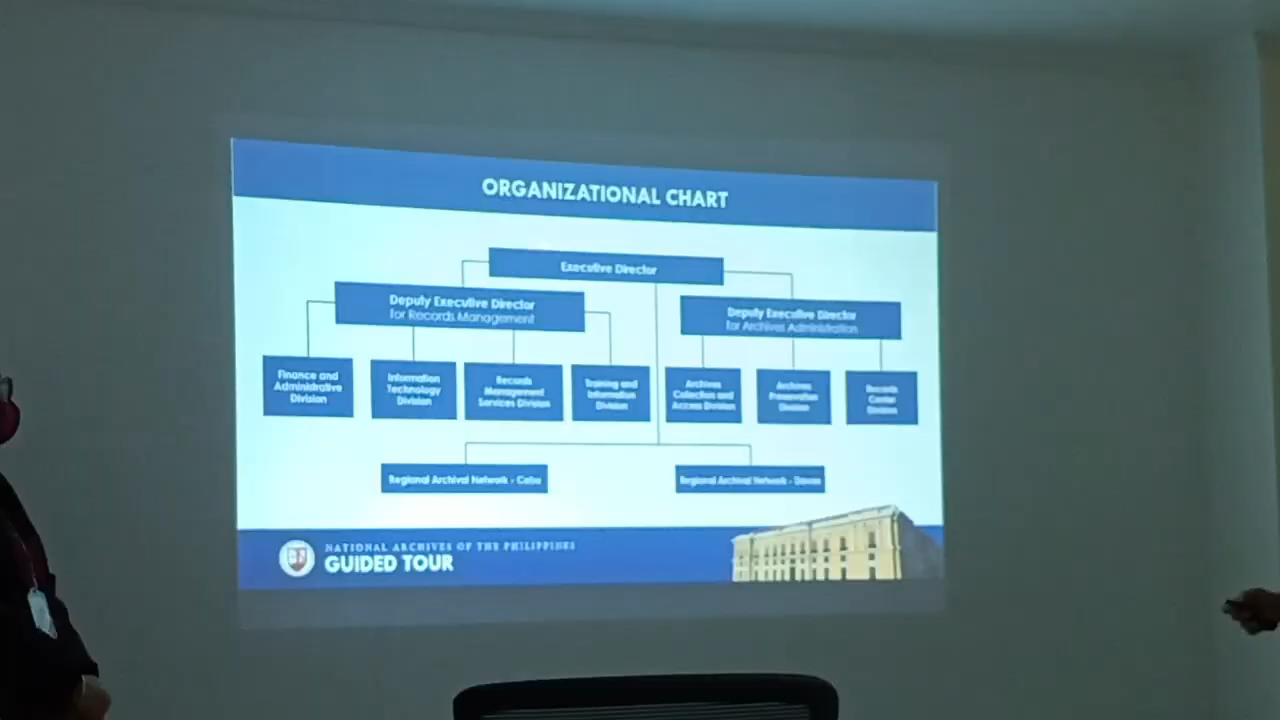 ORGANIZATIONAL CHART
Executive Director
Deputy Executive Director
for Records Management
Deputy Executive Director
for Archives Administration
Finance and
Administrative
Division
Information
Technology
Division
Records
Management
Services Division
Training and
Information
Division
Archives
Collection and
Access Division
Archives
Preservation
Division
Records
Center
Division
Regional Archival Network - Cebu
Regional Archival Network - Davao
NATIONAL ARCHIVES OF THE PHILIPPINES
GUIDED TOUR